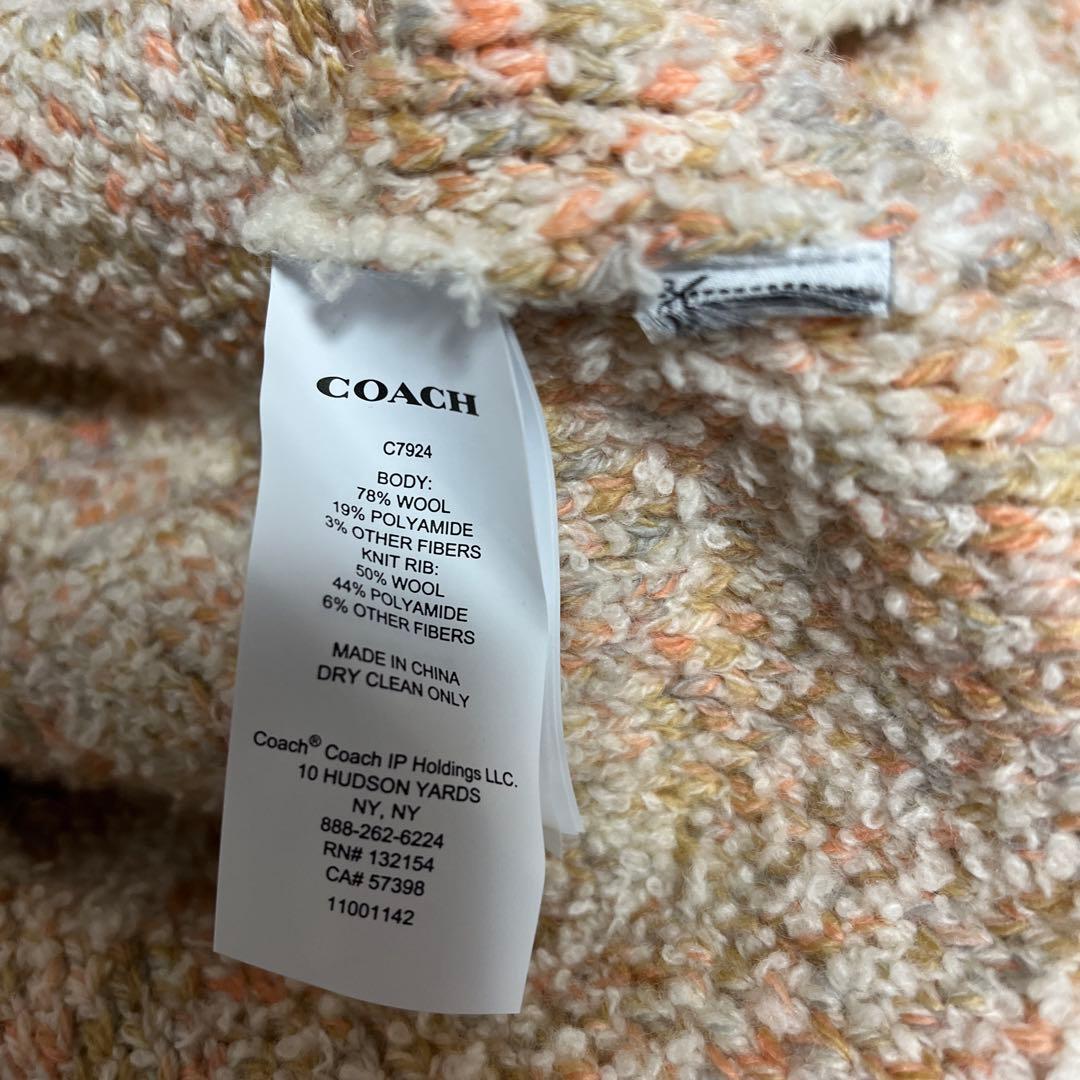 COACH
C7924
BODY:
78% WOOL
19% POLYAMIDE
3% OTHER FIBERS
KNIT RIB:
50% WOOL
44% POLYAMIDE
6% OTHER FIBERS
MADE IN CHINA
DRY CLEAN ONLY
Coach® Coach IP Holdings LLC.
10 HUDSON YARDS
NY, NY
888-262-6224
RN# 132154
CA# 57398
11001142